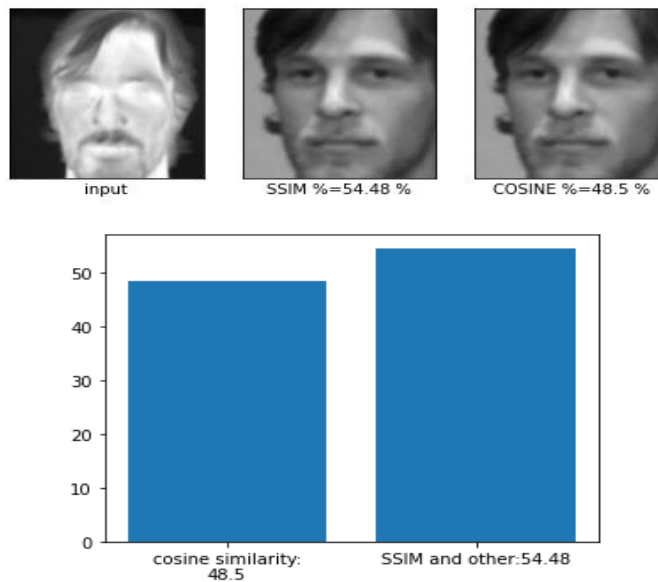 input
SSIM %=54.48 %
COSINE %=48.5 %
50
40
30
20
10
0
cosine similarity:
48.5
SSIM and other:54.48